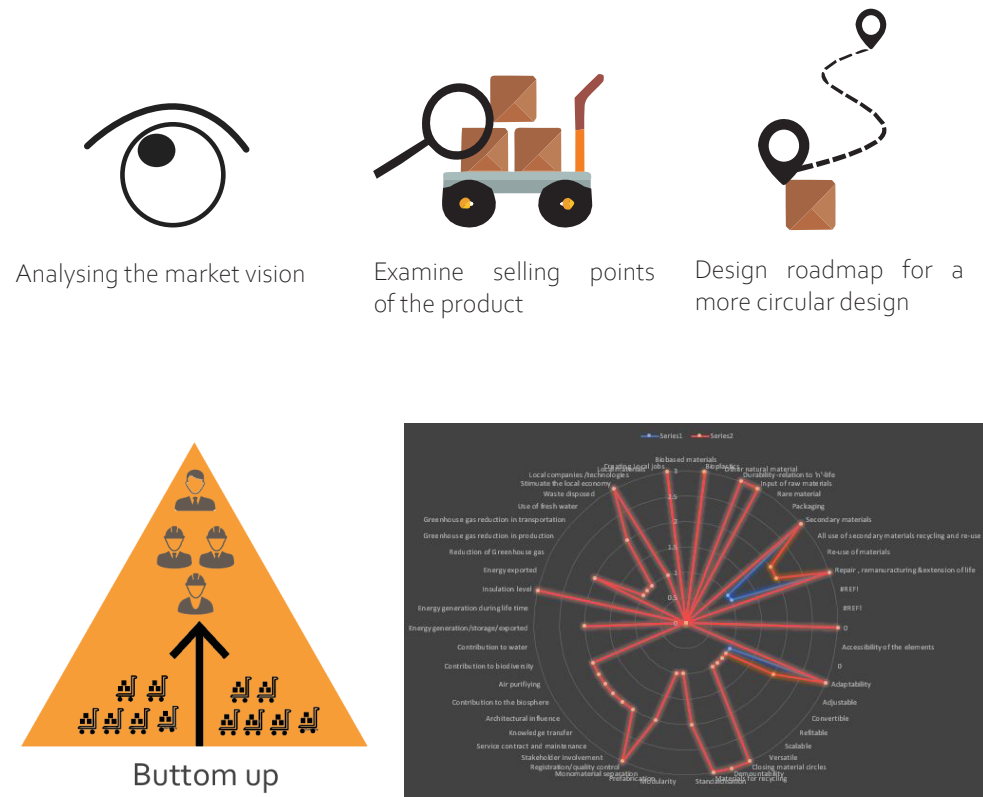 Analysing the market vision
Examine selling points
of the product
Design roadmap for a
more circular design
Buttom up
Series1
Series2
Biobased materials
Bioplastics
Other natural material
Durability -relation to 'n'-life
Input of raw materials
Rare material
Packaging
Secondary materials
All use of secondary materials recycling and re-use
Re-use of materials
Repair , remanuracturing &extension of life
#REF!
#REF!
0
Accessibility of the elements
0
Adaptability
Adjustable
Convertible
Refitable
Scalable
Versatile
Closing material circles
Demountability
Materials for recycling
Standardisation
Modularity
Prefabrication
Monomaterial separation
Registration/quality control
Stakeholder involvement
Service contract and maintenance
Knowledge transfer
Architectural influence
Contribution to the biosphere
Air purifiying
Contribution to biodiversity
Contribution to water
Energy generation/storage/exported
Energy generation during life time
Insulation level
Energy exported
Reduction of Greenhouse gas
Greenhouse gas reduction in production
Greenhouse gas reduction in transportation
Use of fresh water
Waste disposed
Stimuate the local economy
Local companies /technologies
Local materials
Creating Local jobs
3
2.5
2
1.5
1
0.5
0